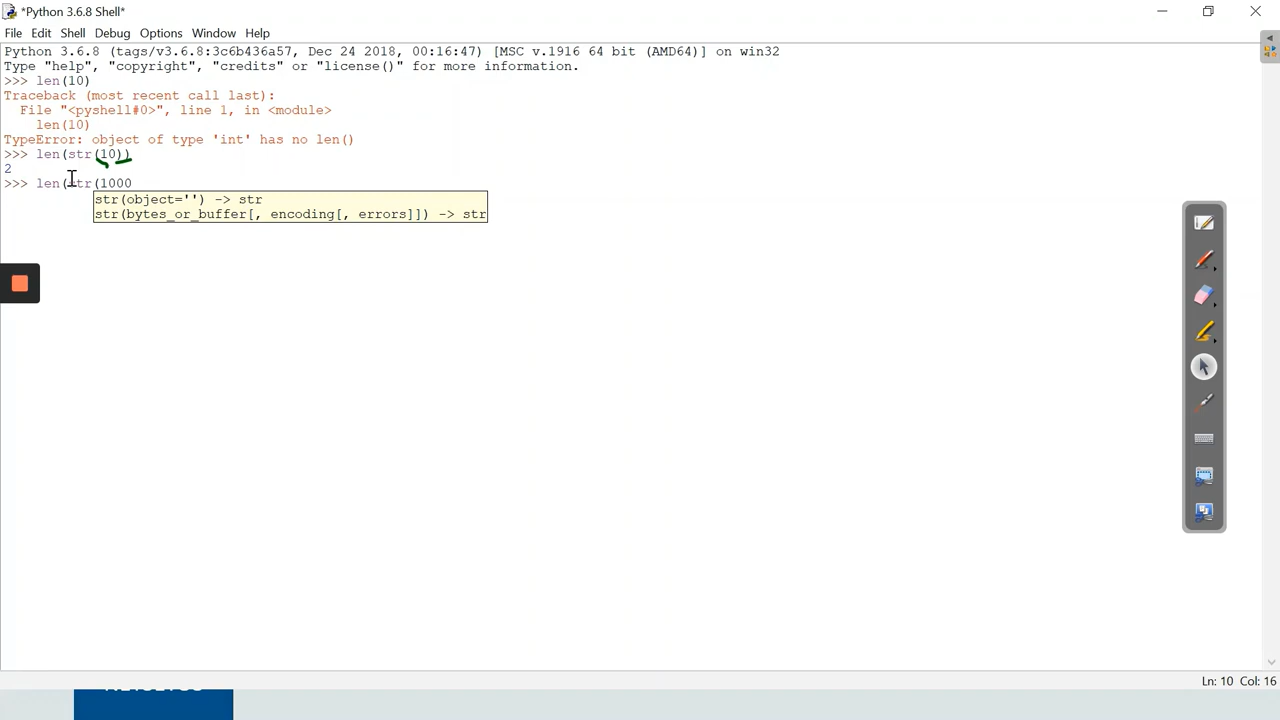 *Python 3.6.8 Shell*
File Edit Shell Debug Options Window Help
Python 3.6.8 (tags/v3.6.8:3c6b436a57, Dec 24 2018, 00:16:47) [MSC v.1916 64 bit (AMD64)] on win32
Type "help", "copyright", "credits" or "license()" for more information.
>>> len(10)
Traceback (most recent call last):
  File "<pyshell#0>", line 1, in <module>
    len(10)
TypeError: object of type 'int' has no len()
>>> len(str(10))
2
>>> len(str(1000
str(object='') -> str
str(bytes_or_buffer[, encoding[, errors]]) -> str
Ln: 10 Col: 16